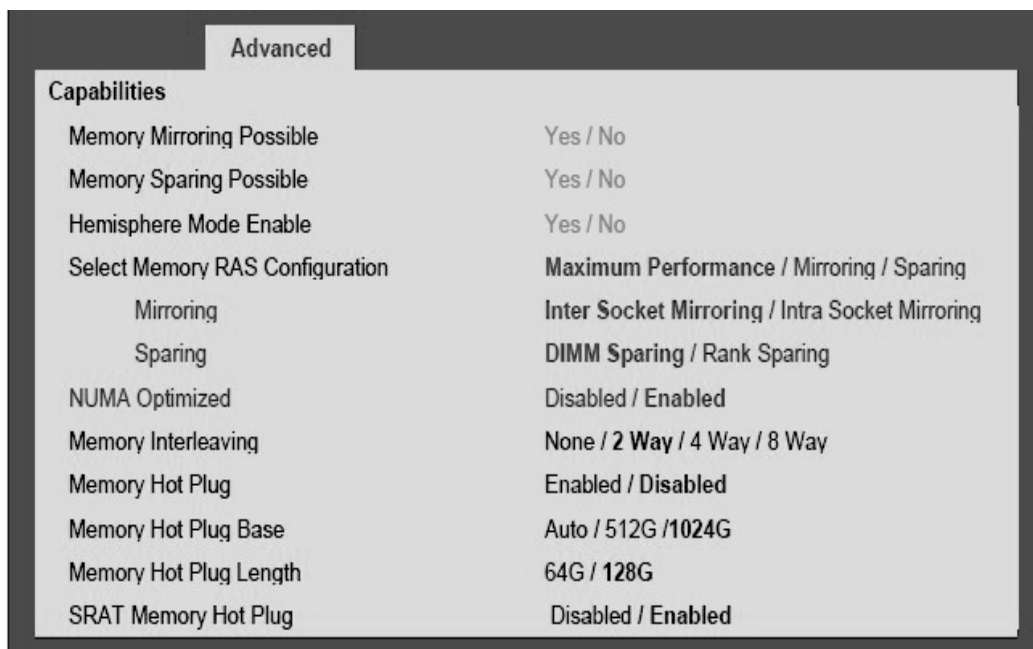 Advanced
Capabilities
Memory Mirroring Possible Yes / No
Memory Sparing Possible Yes / No
Hemisphere Mode Enable Yes / No
Select Memory RAS Configuration Maximum Performance / Mirroring / Sparing
Mirroring Inter Socket Mirroring / Intra Socket Mirroring
Sparing DIMM Sparing / Rank Sparing
NUMA Optimized Disabled / Enabled
Memory Interleaving None / 2 Way / 4 Way / 8 Way
Memory Hot Plug Enabled / Disabled
Memory Hot Plug Base Auto / 512G /1024G
Memory Hot Plug Length 64G / 128G
SRAT Memory Hot Plug Disabled / Enabled